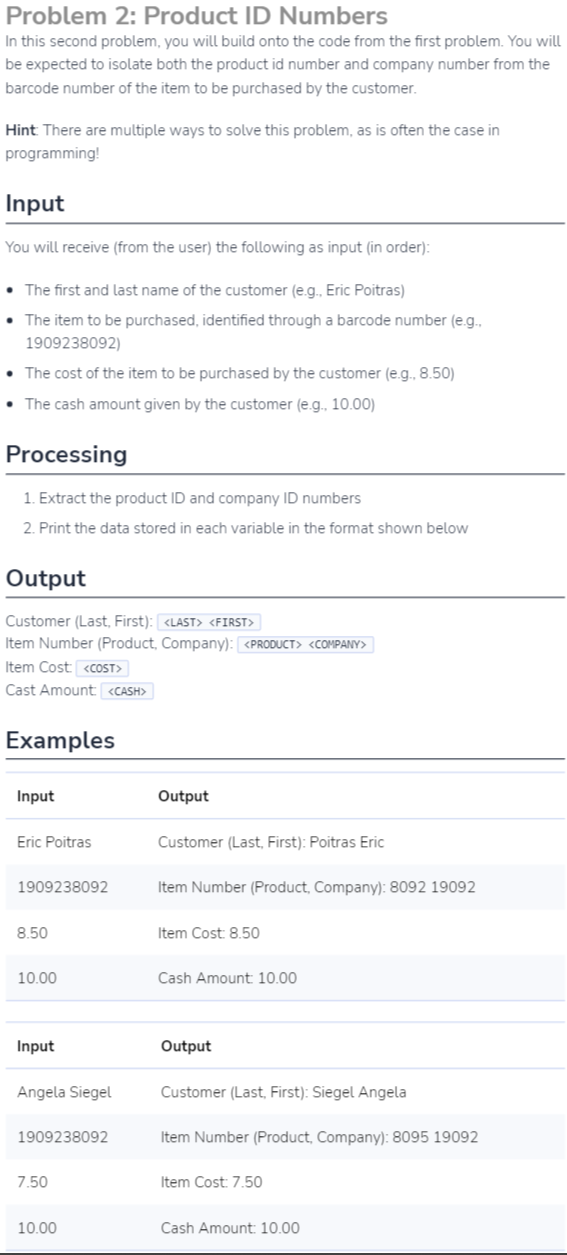 Problem 2: Product ID Numbers
In this second problem, you will build onto the code from the first problem. You will
be expected to isolate both the product id number and company number from the
barcode number of the item to be purchased by the customer.
Hint: There are multiple ways to solve this problem, as is often the case in
programming!
Input
You will receive (from the user) the following as input (in order):
• The first and last name of the customer (e.g., Eric Poitras)
• The item to be purchased, identified through a barcode number (e.g.,
1909238092)
• The cost of the item to be purchased by the customer (e.g., 8.50)
• The cash amount given by the customer (e.g., 10.00)
Processing
1. Extract the product ID and company ID numbers
2. Print the data stored in each variable in the format shown below
Output
Customer (Last, First): <LAST> <FIRST>
Item Number (Product, Company): <PRODUCT> <COMPANY>
Item Cost: <COST>
Cast Amount: <CASH>
Examples
Input Output
Eric Poitras Customer (Last, First): Poitras Eric
1909238092 Item Number (Product, Company): 8092 19092
8.50 Item Cost: 8.50
10.00 Cash Amount: 10.00
Input Output
Angela Siegel Customer (Last, First): Siegel Angela
1909238092 Item Number (Product, Company): 8095 19092
7.50 Item Cost: 7.50
10.00 Cash Amount: 10.00